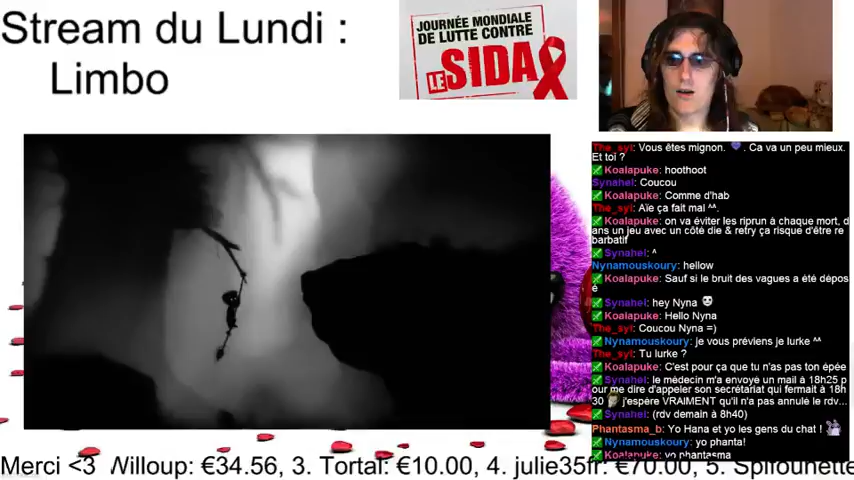 Stream du Lundi :
Limbo
JOURNÉE MONDIALE
DE LUTTE CONTRE
LE SIDA
The_syl: Vous êtes mignon. 💜 . Ca va un peu mieux.
Et toi ?
Koalapuke: hoothoot
Synahel: Coucou
Koalapuke: Comme d'hab
The_syl: Aïe ça fait mal ^^.
Koalapuke: on va éviter les riprun à chaque mort, d
ans un jeu avec un côté die & retry ça risque d'être re
barbatif
Synahel: ^
Nynamouskoury: hellow
Koalapuke: Sauf si le bruit des vagues a été dépos
é
Synahel: hey Nyna
Koalapuke: Hello Nyna
The_syl: Coucou Nyna =)
Nynamouskoury: je vous préviens je lurke ^^
The_syl: Tu lurke ?
Koalapuke: C'est pour ça que tu n'as pas ton épée
Synahel: le médecin m'a envoyé un mail à 18h25 p
our me dire d'appeler son secrétariat qui fermait à 18h
30 j'espère VRAIMENT qu'il n'a pas annulé le rdv...
Synahel: (rdv demain à 8h40)
Phantasma_b: Yo Hana et yo les gens du chat !
Nynamouskoury: yo phanta!
Koalapuke: yo phantasma
Merci <3 Willoup: €34.56, 3. Tortal: €10.00, 4. julie35fr: €70.00, 5. Spifounette